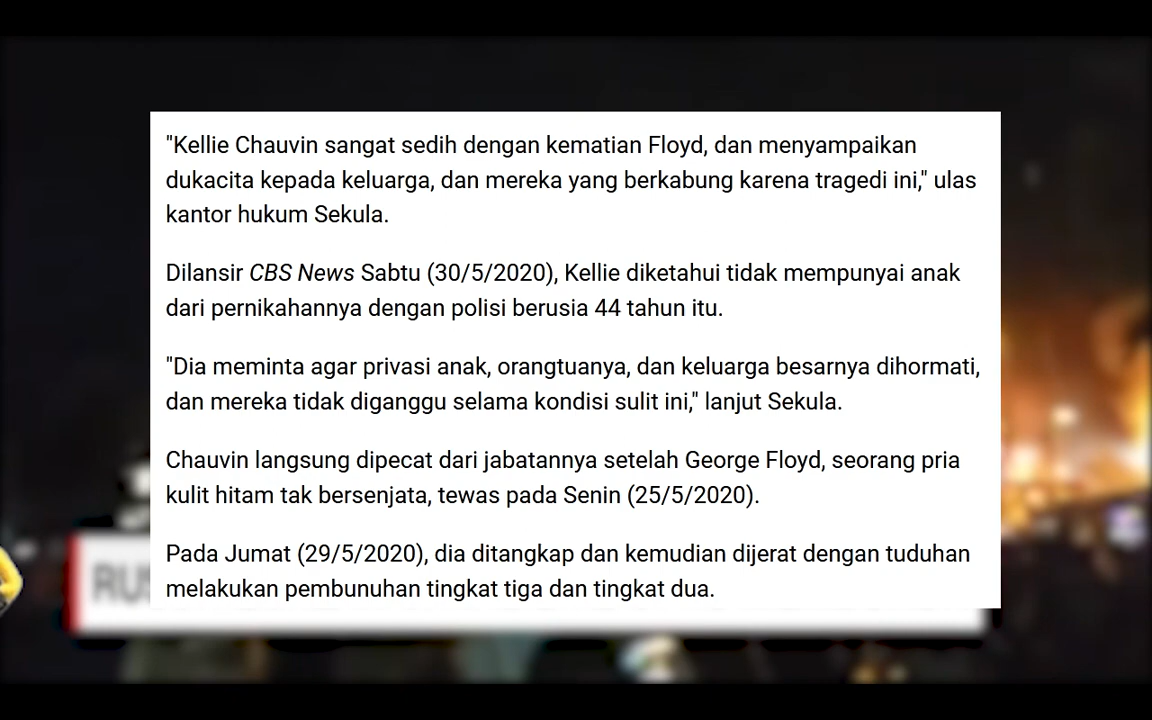 "Kellie Chauvin sangat sedih dengan kematian Floyd, dan menyampaikan
dukacita kepada keluarga, dan mereka yang berkabung karena tragedi ini," ulas
kantor hukum Sekula.
Dilansir CBS News Sabtu (30/5/2020), Kellie diketahui tidak mempunyai anak
dari pernikahannya dengan polisi berusia 44 tahun itu.
"Dia meminta agar privasi anak, orangtuanya, dan keluarga besarnya dihormati,
dan mereka tidak diganggu selama kondisi sulit ini," lanjut Sekula.
Chauvin langsung dipecat dari jabatannya setelah George Floyd, seorang pria
kulit hitam tak bersenjata, tewas pada Senin (25/5/2020).
Pada Jumat (29/5/2020), dia ditangkap dan kemudian dijerat dengan tuduhan
melakukan pembunuhan tingkat tiga dan tingkat dua.